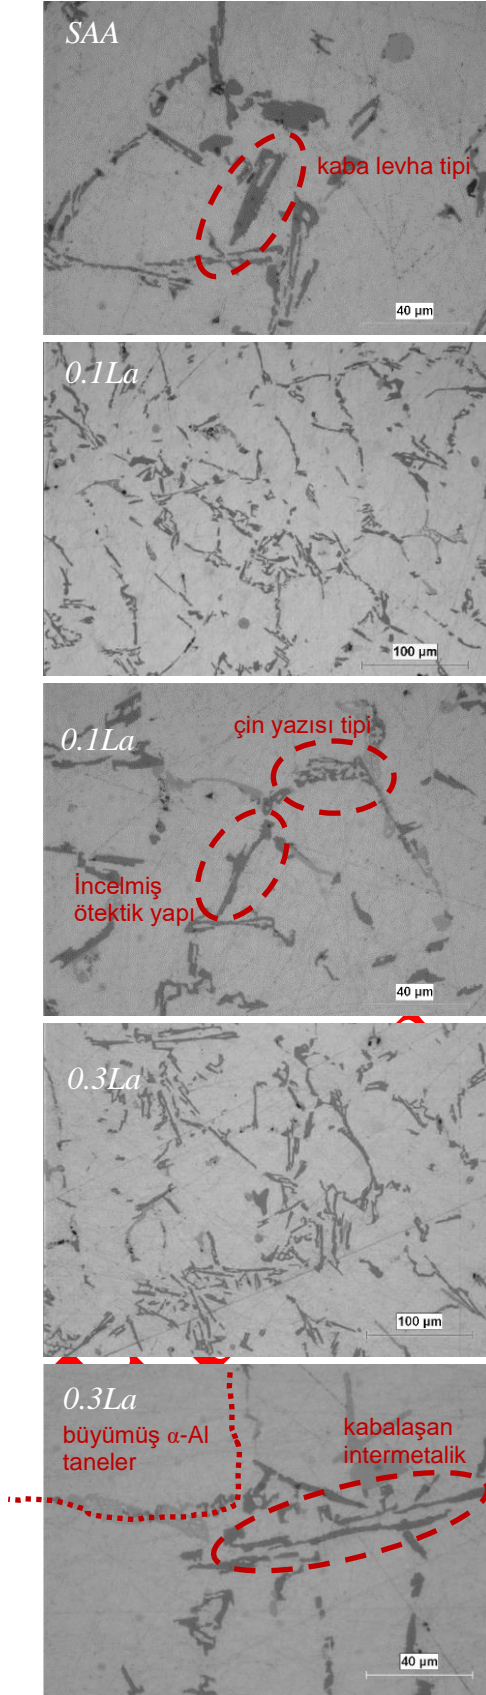 SAA
kaba levha tipi
40 µm
0.1La
100 µm
0.1La
çin yazısı tipi
İncelmiş
ötektik yapı
40 µm
0.3La
100 µm
0.3La
büyümüş α-Al
taneler
kabalaşan
intermetalik
40 µm